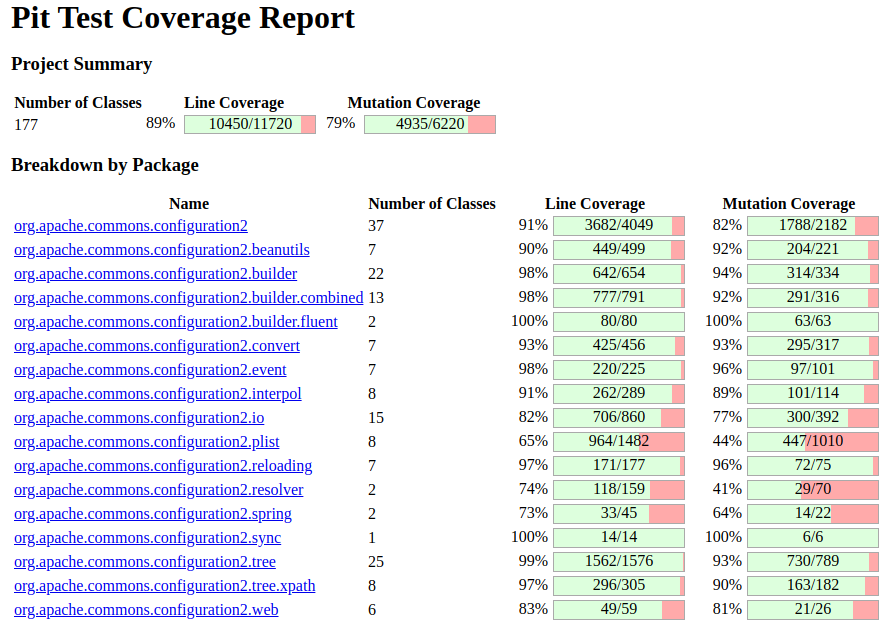 Pit Test Coverage Report
Project Summary
Number of Classes Line Coverage Mutation Coverage
177 89% 10450/11720 79% 4935/6220
Breakdown by Package
Name Number of Classes Line Coverage Mutation Coverage
org.apache.commons.configuration2 37 91% 3682/4049 82% 1788/2182
org.apache.commons.configuration2.beanutils 7 90% 449/499 92% 204/221
org.apache.commons.configuration2.builder 22 98% 642/654 94% 314/334
org.apache.commons.configuration2.builder.combined 13 98% 777/791 92% 291/316
org.apache.commons.configuration2.builder.fluent 2 100% 80/80 100% 63/63
org.apache.commons.configuration2.convert 7 93% 425/456 93% 295/317
org.apache.commons.configuration2.event 7 98% 220/225 96% 97/101
org.apache.commons.configuration2.interpol 8 91% 262/289 89% 101/114
org.apache.commons.configuration2.io 15 82% 706/860 77% 300/392
org.apache.commons.configuration2.plist 8 65% 964/1482 44% 447/1010
org.apache.commons.configuration2.reloading 7 97% 171/177 96% 72/75
org.apache.commons.configuration2.resolver 2 74% 118/159 41% 29/70
org.apache.commons.configuration2.spring 2 73% 33/45 64% 14/22
org.apache.commons.configuration2.sync 1 100% 14/14 100% 6/6
org.apache.commons.configuration2.tree 25 99% 1562/1576 93% 730/789
org.apache.commons.configuration2.tree.xpath 8 97% 296/305 90% 163/182
org.apache.commons.configuration2.web 6 83% 49/59 81% 21/26